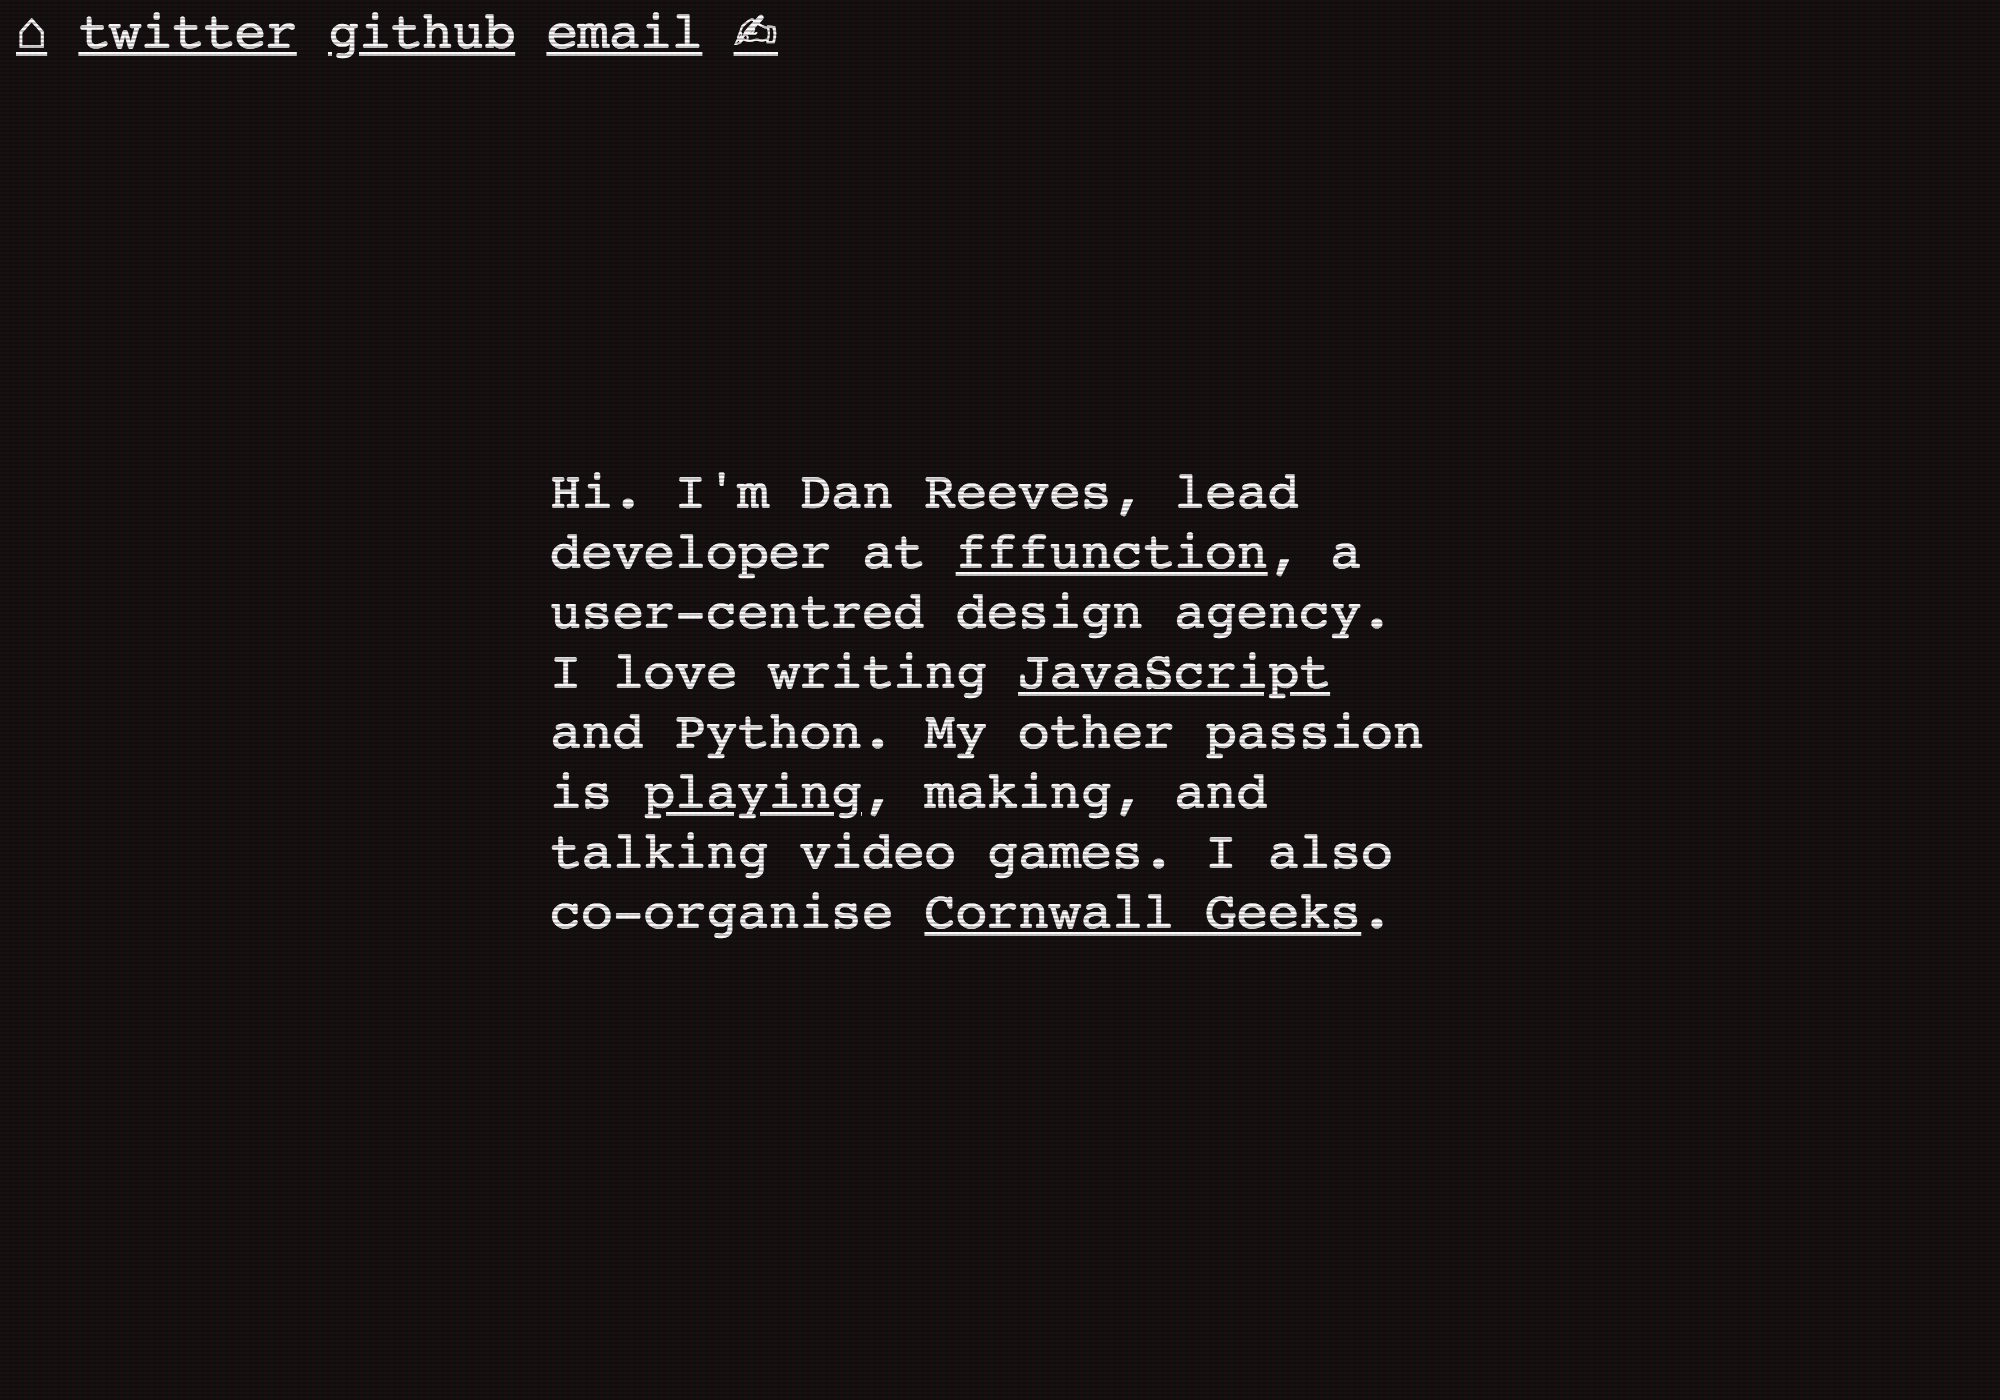 ⌂ twitter github email ✍
Hi. I'm Dan Reeves, lead
developer at fffunction, a
user-centred design agency.
I love writing JavaScript
and Python. My other passion
is playing, making, and
talking video games. I also
co-organise Cornwall Geeks.